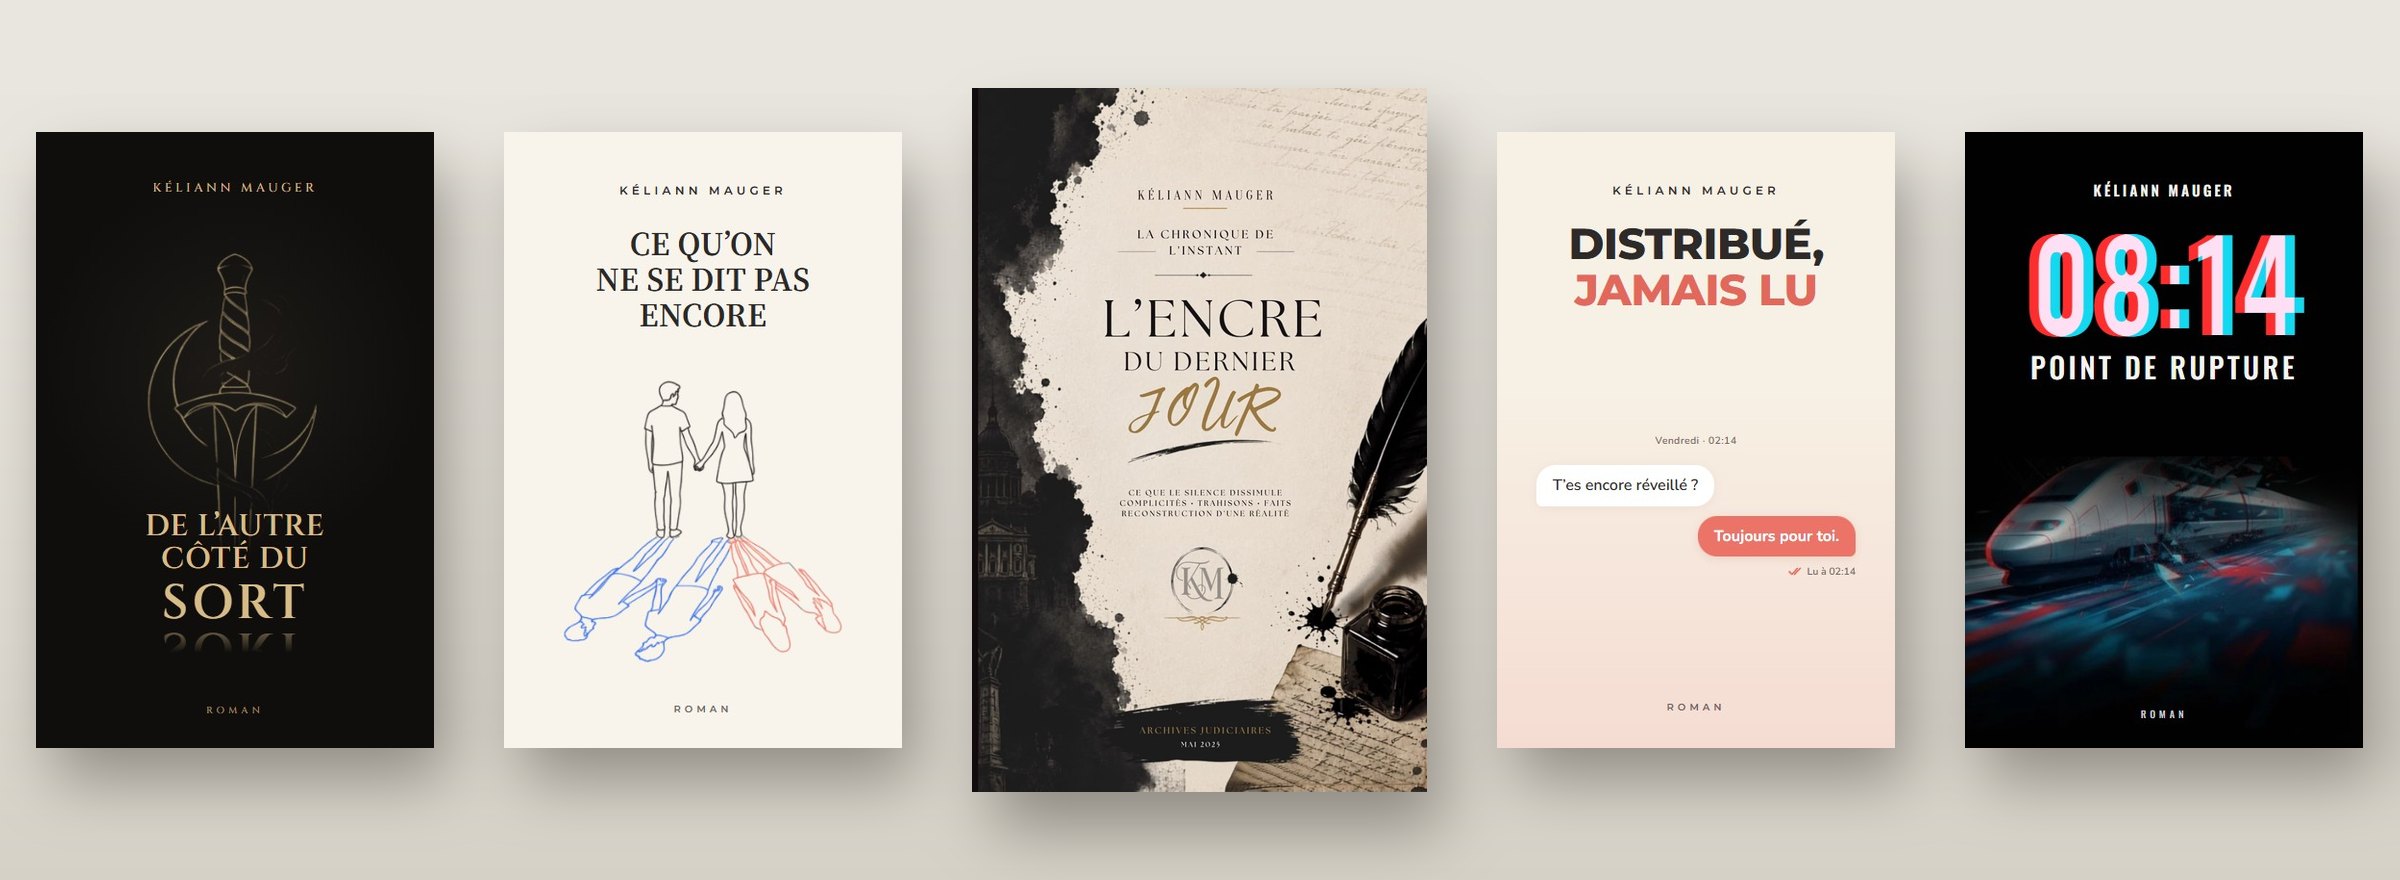 KÉLIANN MAUGER
DE L’AUTRE
CÔTÉ DU
SORT
ROMAN
KÉLIANN MAUGER
CE QU’ON
NE SE DIT PAS
ENCORE
ROMAN
KÉLIANN MAUGER
LA CHRONIQUE DE
L'INSTANT
L’ENCRE
DU DERNIER
JOUR
CE QUE LE SILENCE DISSIMULE
COMPLICITÉS • TRAHISONS • FAITS
RECONSTRUCTION D'UNE RÉALITÉ
KM
ARCHIVES JUDICIAIRES
MAI 2025
KÉLIANN MAUGER
DISTRIBUÉ,
JAMAIS LU
Vendredi · 02:14
T’es encore réveillé ?
Toujours pour toi.
Lu à 02:14
ROMAN
KÉLIANN MAUGER
08:14
POINT DE RUPTURE
ROMAN